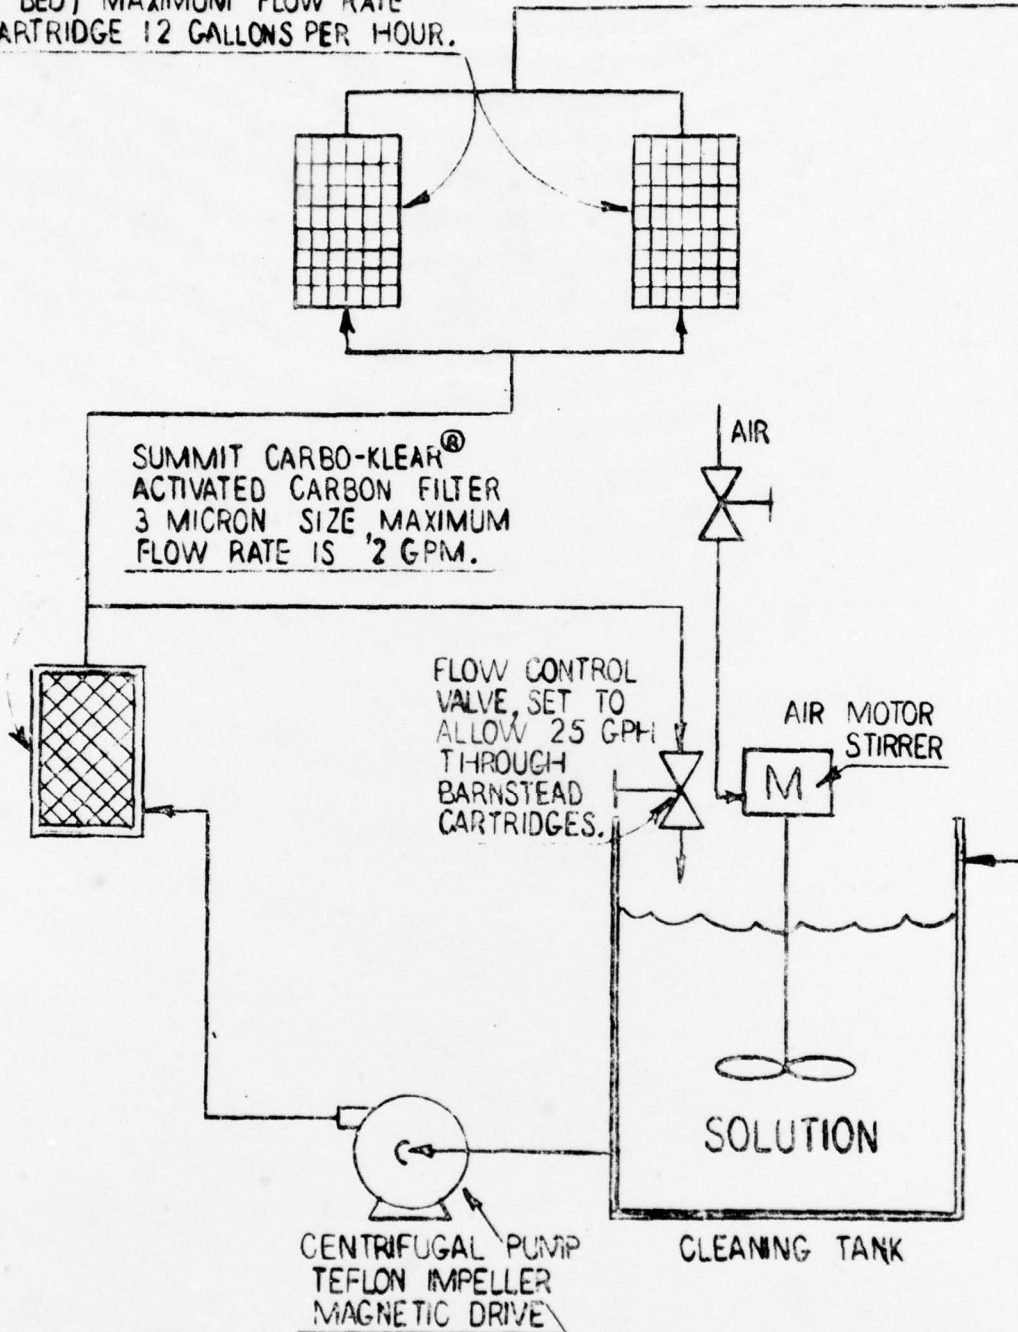 BED) MAXIMUM FLOW RATE
CARTRIDGE 12 GALLONS PER HOUR.
AIR
SUMMIT CARBO-KLEAR®
ACTIVATED CARBON FILTER
3 MICRON SIZE, MAXIMUM
FLOW RATE IS 2 GPM.
FLOW CONTROL
VALVE, SET TO
ALLOW 25 GPH
THROUGH
BARNSTEAD
CARTRIDGES.
AIR MOTOR
STIRRER
M
SOLUTION
CENTRIFUGAL PUMP
TEFLON IMPELLER
MAGNETIC DRIVE
CLEANING TANK